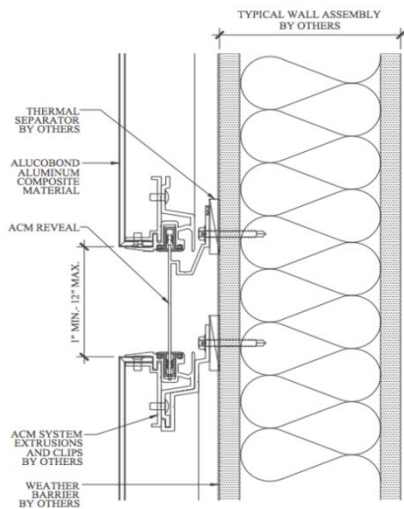 TYPICAL WALL ASSEMBLY
BY OTHERS
THERMAL
SEPARATOR
BY OTHERS
ALUCOBOND
ALUMINUM
COMPOSITE
MATERIAL
ACM REVEAL
1" MIN.- 12" MAX.
ACM SYSTEM
EXTRUSIONS
AND CLIPS
BY OTHERS
WEATHER
BARRIER
BY OTHERS